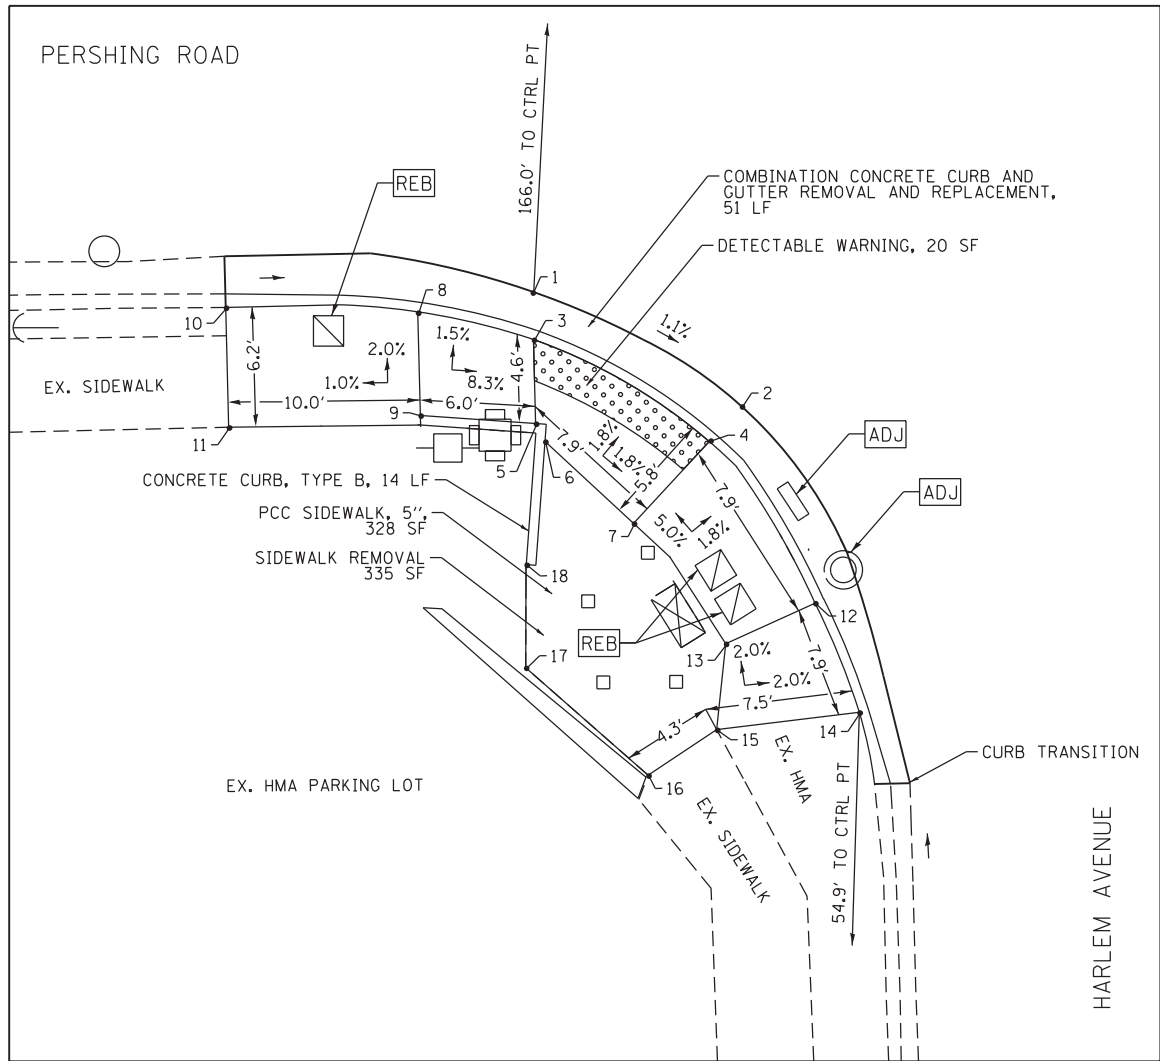 PERSHING ROAD
166.0' TO CTRL PT
REB
COMBINATION CONCRETE CURB AND
GUTTER REMOVAL AND REPLACEMENT,
51 LF
DETECTABLE WARNING, 20 SF
1
8
3
1.1%
10
2
6.2'
2.0%
1.5%
4.6'
EX. SIDEWALK
1.0%
8.3%
10.0'
6.0'
9
4
ADJ
11
5
6
7.9'
1.8%
1.8%
5.8'
7.9'
CONCRETE CURB, TYPE B, 14 LF
ADJ
PCC SIDEWALK, 5",
328 SF
7
5.0%
1.8%
SIDEWALK REMOVAL
335 SF
18
12
REB
13
2.0%
7.9'
17
2.0%
7.5'
4.3'
15
14
CURB TRANSITION
16
EX. HMA
EX. HMA PARKING LOT
EX. SIDEWALK
54.9' TO CTRL PT
HARLEM AVENUE